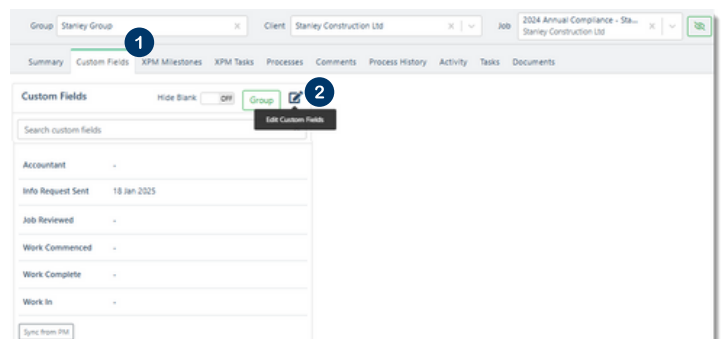 Group Stanley Group × Client Stanley Construction Ltd × Job 2024 Annual Compliance - Sta... ×
Stanley Construction Ltd
1
Summary Custom Fields XPM Milestones XPM Tasks Processes Comments Process History Activity Tasks Documents
Custom Fields Hide Blank OFF Group 2
Edit Custom Fields
Search custom fields
Accountant -
Info Request Sent 18 Jan 2025
Job Reviewed -
Work Commenced -
Work Complete -
Work In -
Sync from PM